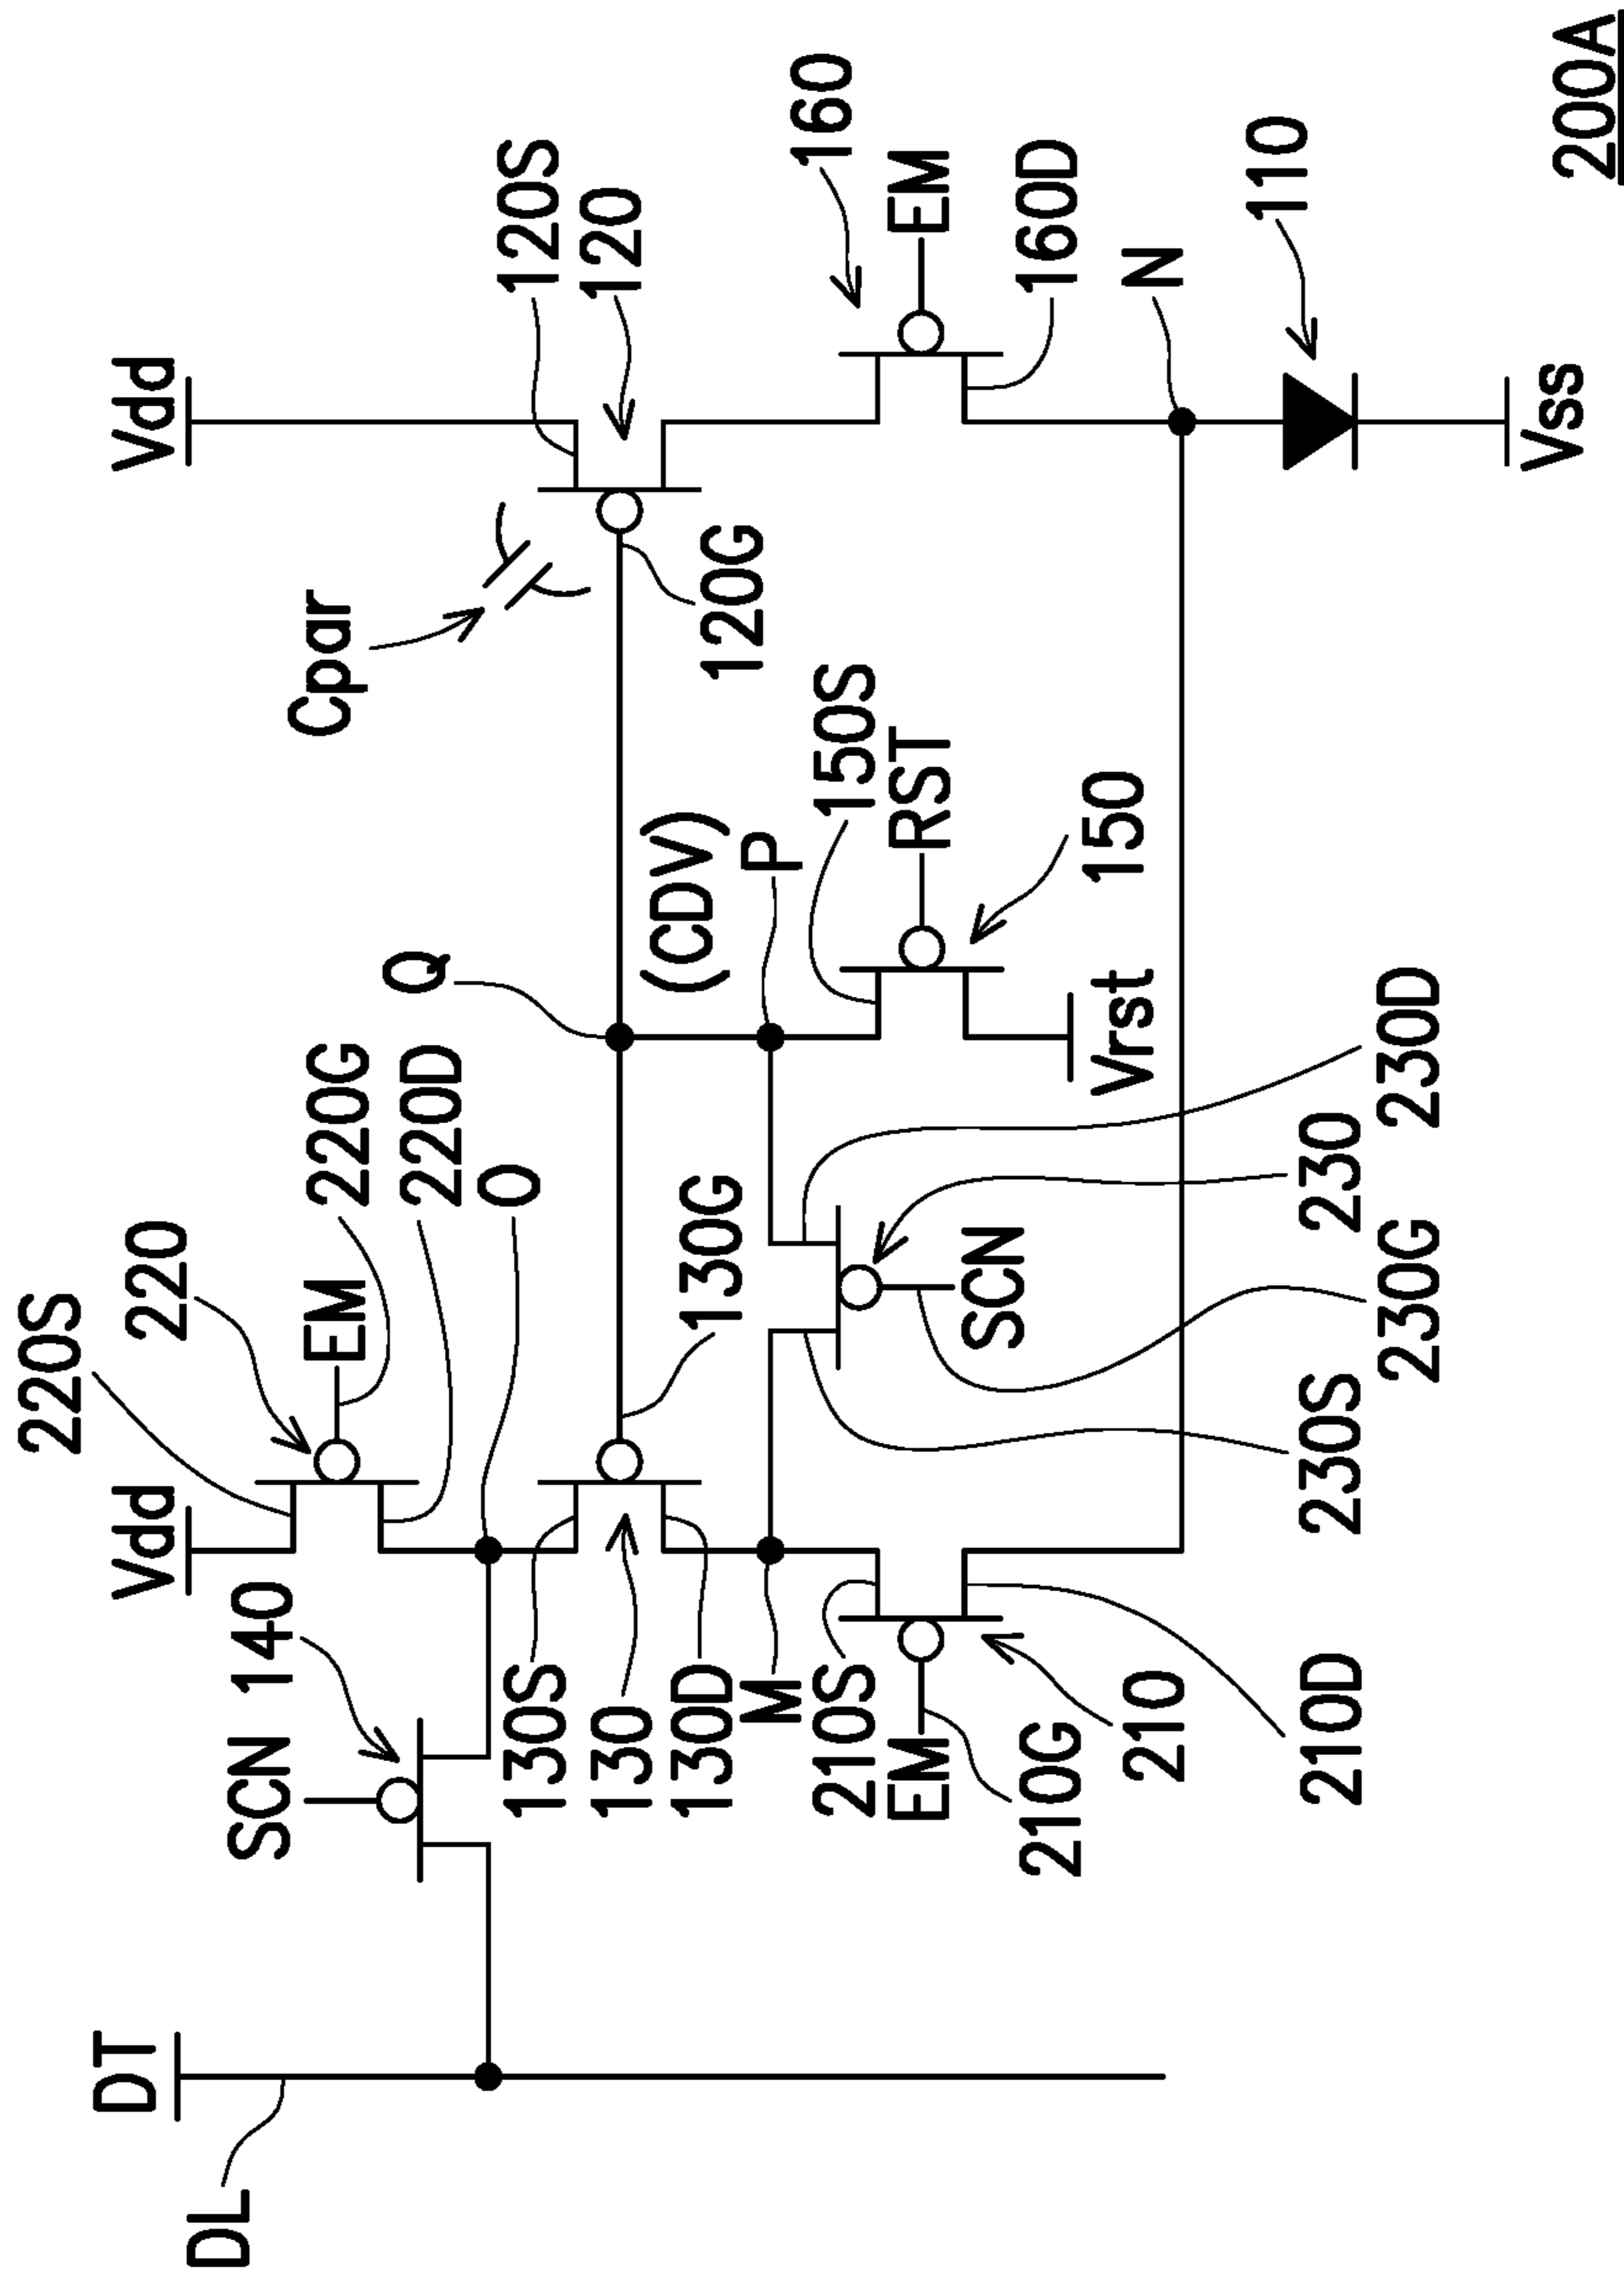 DT
DL
SCN
140
Vdd
220S
220
EM
220G
220D
O
Q
Cpar
Vdd
120S
120
120G
(CDV)
P
130G
130S
130
130D
M
210S
EM
210G
210
210D
SCN
230S
230G
230
230D
150S
RST
150
Vrst
160
EM
160D
N
110
Vss
200A